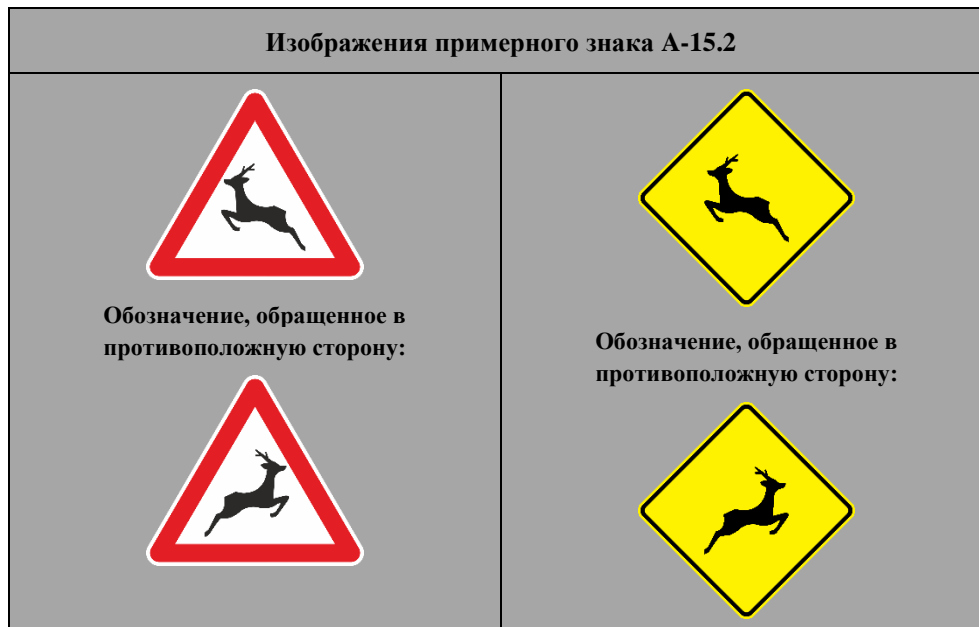 Изображения примерного знака А-15.2
Обозначение, обращенное в
противоположную сторону:
Обозначение, обращенное в
противоположную сторону: